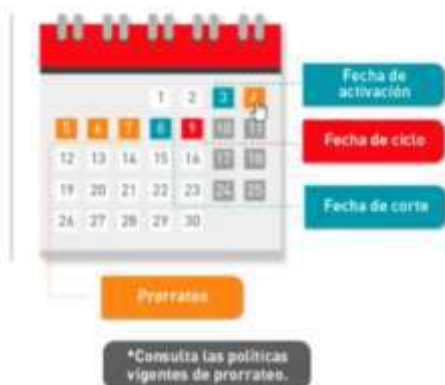 1 2 3 4
5 6 7 8 9 10 11
12 13 14 15 16 17 18
19 20 21 22 23 24 25
26 27 28 29 30
Fecha de
activación
Fecha de ciclo
Fecha de corte
Prorrateo
*Consulta las políticas
vigentes de prorrateo.